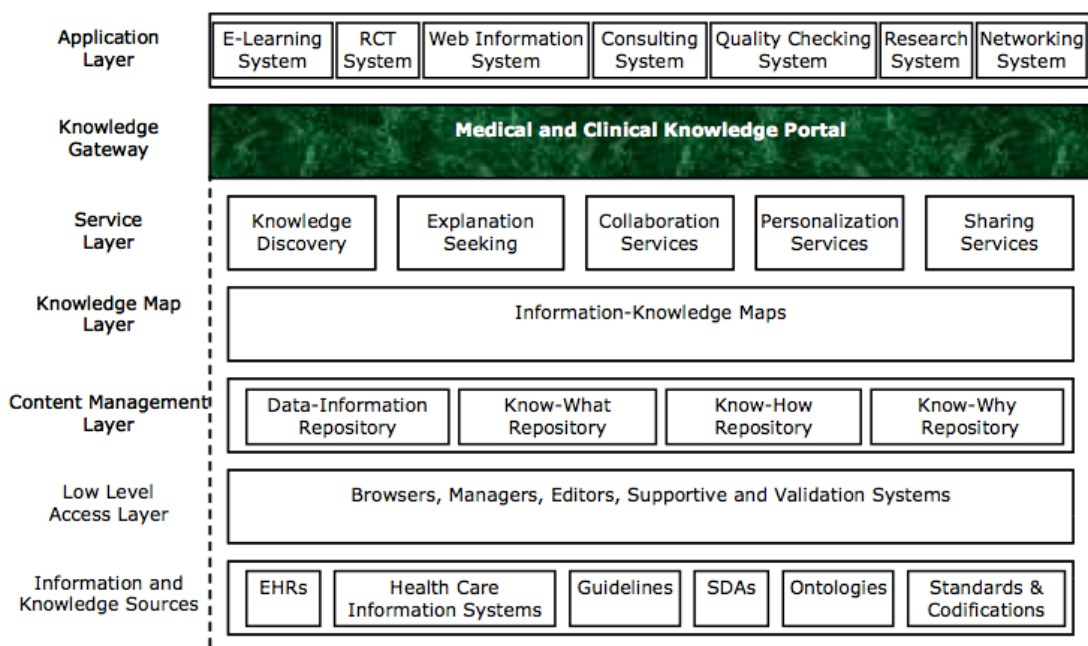 Application
Layer
E-Learning
System
RCT
System
Web Information
System
Consulting
System
Quality Checking
System
Research
System
Networking
System
Knowledge
Gateway
Medical and Clinical Knowledge Portal
Service
Layer
Knowledge
Discovery
Explanation
Seeking
Collaboration
Services
Personalization
Services
Sharing
Services
Knowledge Map
Layer
Information-Knowledge Maps
Content Management
Layer
Data-Information
Repository
Know-What
Repository
Know-How
Repository
Know-Why
Repository
Low Level
Access Layer
Browsers, Managers, Editors, Supportive and Validation Systems
Information and
Knowledge Sources
EHRs
Health Care
Information Systems
Guidelines
SDAs
Ontologies
Standards &
Codifications